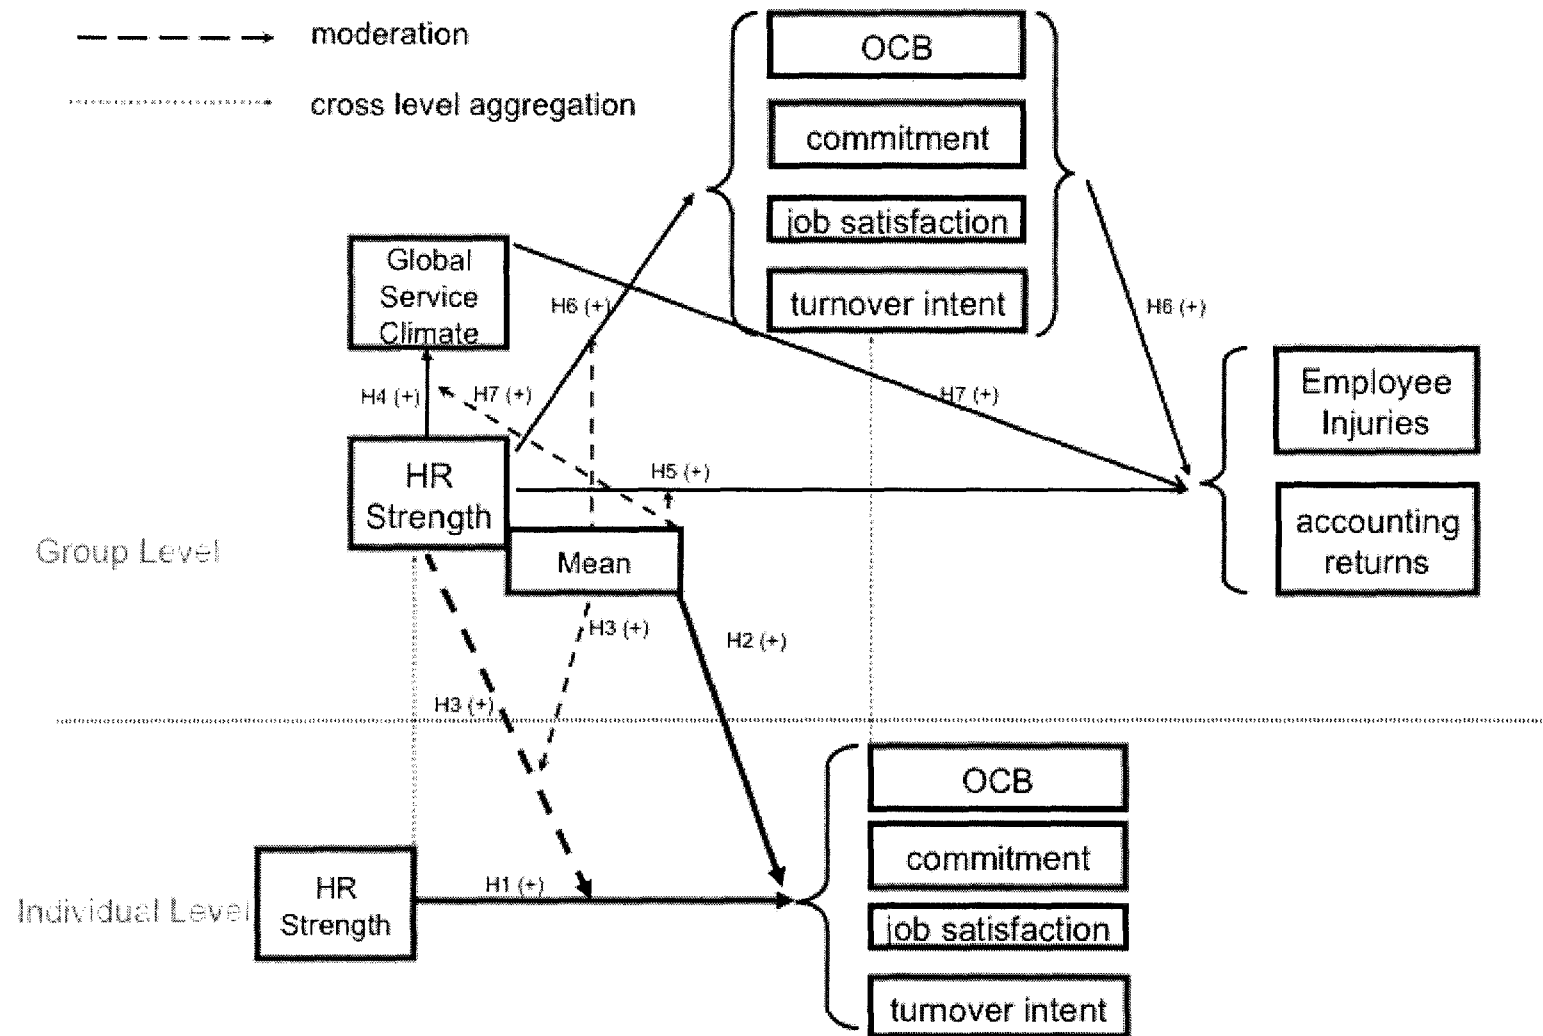 moderation
cross level aggregation
OCB
commitment
job satisfaction
turnover intent
Global
Service
Climate
H6 (+)
H6 (+)
H4 (+)
H7 (+)
H7 (+)
Employee
Injuries
HR
Strength
H5 (+)
accounting
returns
Group Level
Mean
H3 (+)
H2 (+)
H3 (+)
OCB
commitment
HR
Strength
H1 (+)
Individual Level
job satisfaction
turnover intent